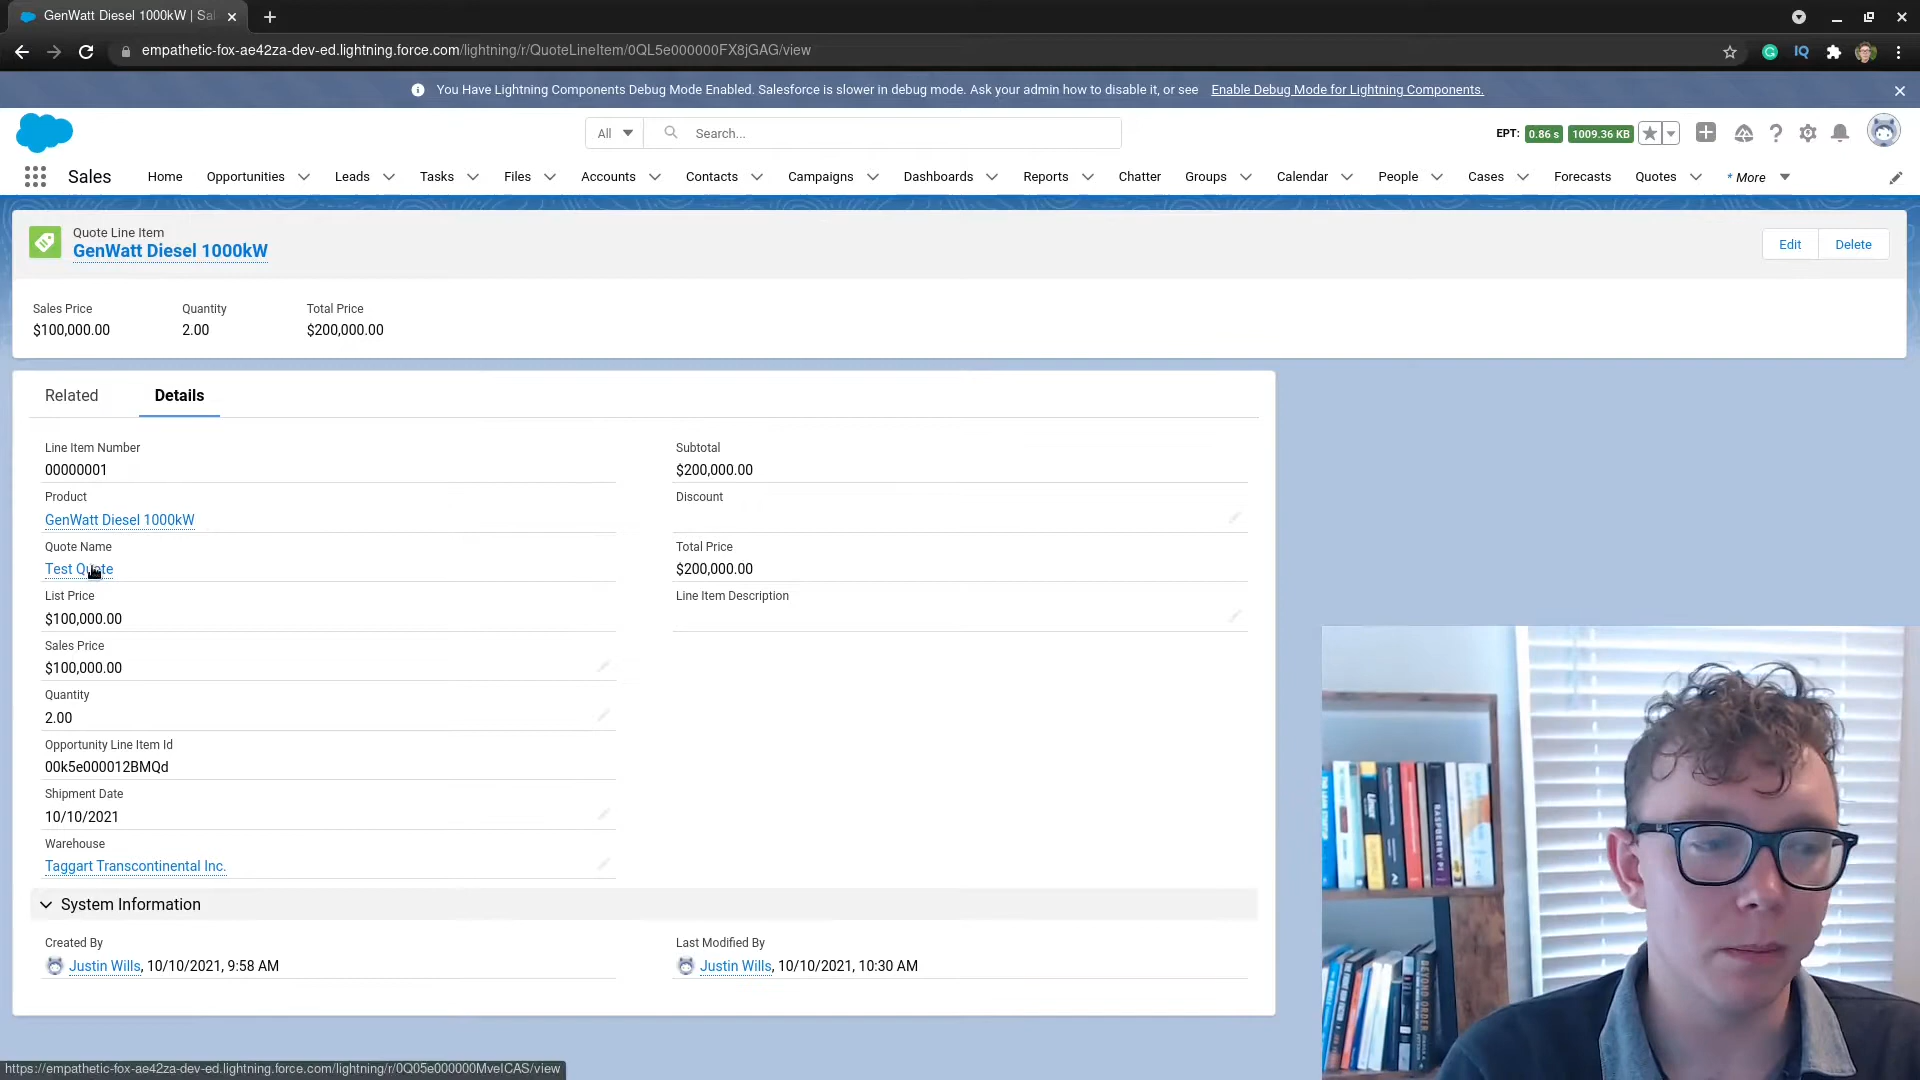 GenWatt Diesel 1000kW | Sal
empathetic-fox-ae42za-dev-ed.lightning.force.com/lightning/r/QuoteLineItem/0QL5e000000FX8jGAG/view
You Have Lightning Components Debug Mode Enabled. Salesforce is slower in debug mode. Ask your admin how to disable it, or see Enable Debug Mode for Lightning Components.
All Search... EPT: 0.86 s 1009.36 KB
Sales Home Opportunities Leads Tasks Files Accounts Contacts Campaigns Dashboards Reports Chatter Groups Calendar People Cases Forecasts Quotes * More
Quote Line Item
GenWatt Diesel 1000kW
Edit Delete
Sales Price Quantity Total Price
$100,000.00 2.00 $200,000.00
Related Details
Line Item Number
00000001
Product
GenWatt Diesel 1000kW
Quote Name
Test Quote
List Price
$100,000.00
Sales Price
$100,000.00
Quantity
2.00
Opportunity Line Item Id
00k5e000012BMQd
Shipment Date
10/10/2021
Warehouse
Taggart Transcontinental Inc.
Subtotal
$200,000.00
Discount
Total Price
$200,000.00
Line Item Description
System Information
Created By
Justin Wills, 10/10/2021, 9:58 AM
Last Modified By
Justin Wills, 10/10/2021, 10:30 AM
RASPBERRY PI
BEYOND ORDER
https://empathetic-fox-ae42za-dev-ed.lightning.force.com/lightning/r/0Q05e000000MveICAS/view